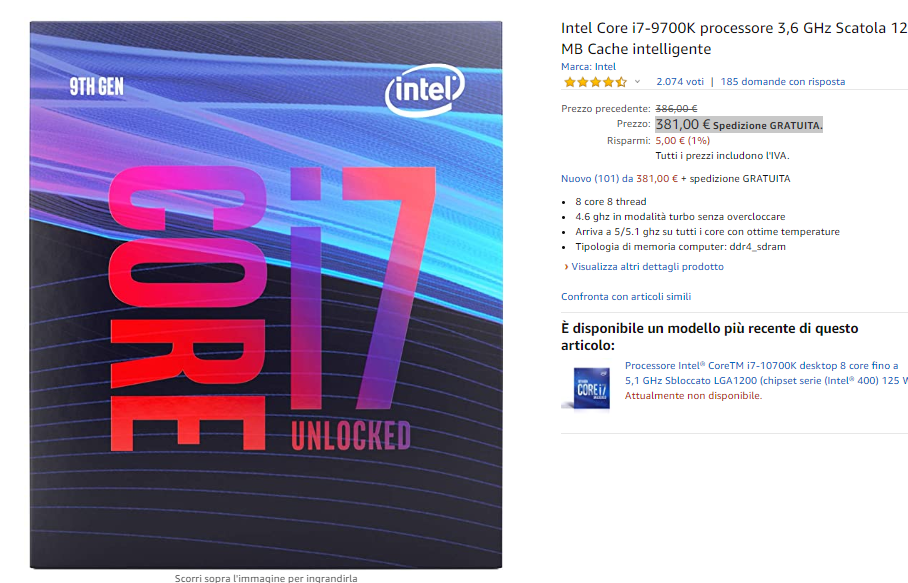 9TH GEN
intel
CORE
i7
UNLOCKED
Scorri sopra l'immagine per ingrandirla
Intel Core i7-9700K processore 3,6 GHz Scatola 12
MB Cache intelligente
Marca: Intel
2.074 voti | 185 domande con risposta
Prezzo precedente: 386,00 €
Prezzo: 381,00 € Spedizione GRATUITA.
Risparmi: 5,00 € (1%)
Tutti i prezzi includono l'IVA.
Nuovo (101) da 381,00 € + spedizione GRATUITA
8 core 8 thread
4.6 ghz in modalità turbo senza overcloccare
Arriva a 5/5.1 ghz su tutti i core con ottime temperature
Tipologia di memoria computer: ddr4_sdram
› Visualizza altri dettagli prodotto
Confronta con articoli simili
È disponibile un modello più recente di questo
articolo:
CORE i7
Processore Intel® CoreTM i7-10700K desktop 8 core fino a
5,1 GHz Sbloccato LGA1200 (chipset serie (Intel® 400) 125 W
Attualmente non disponibile.